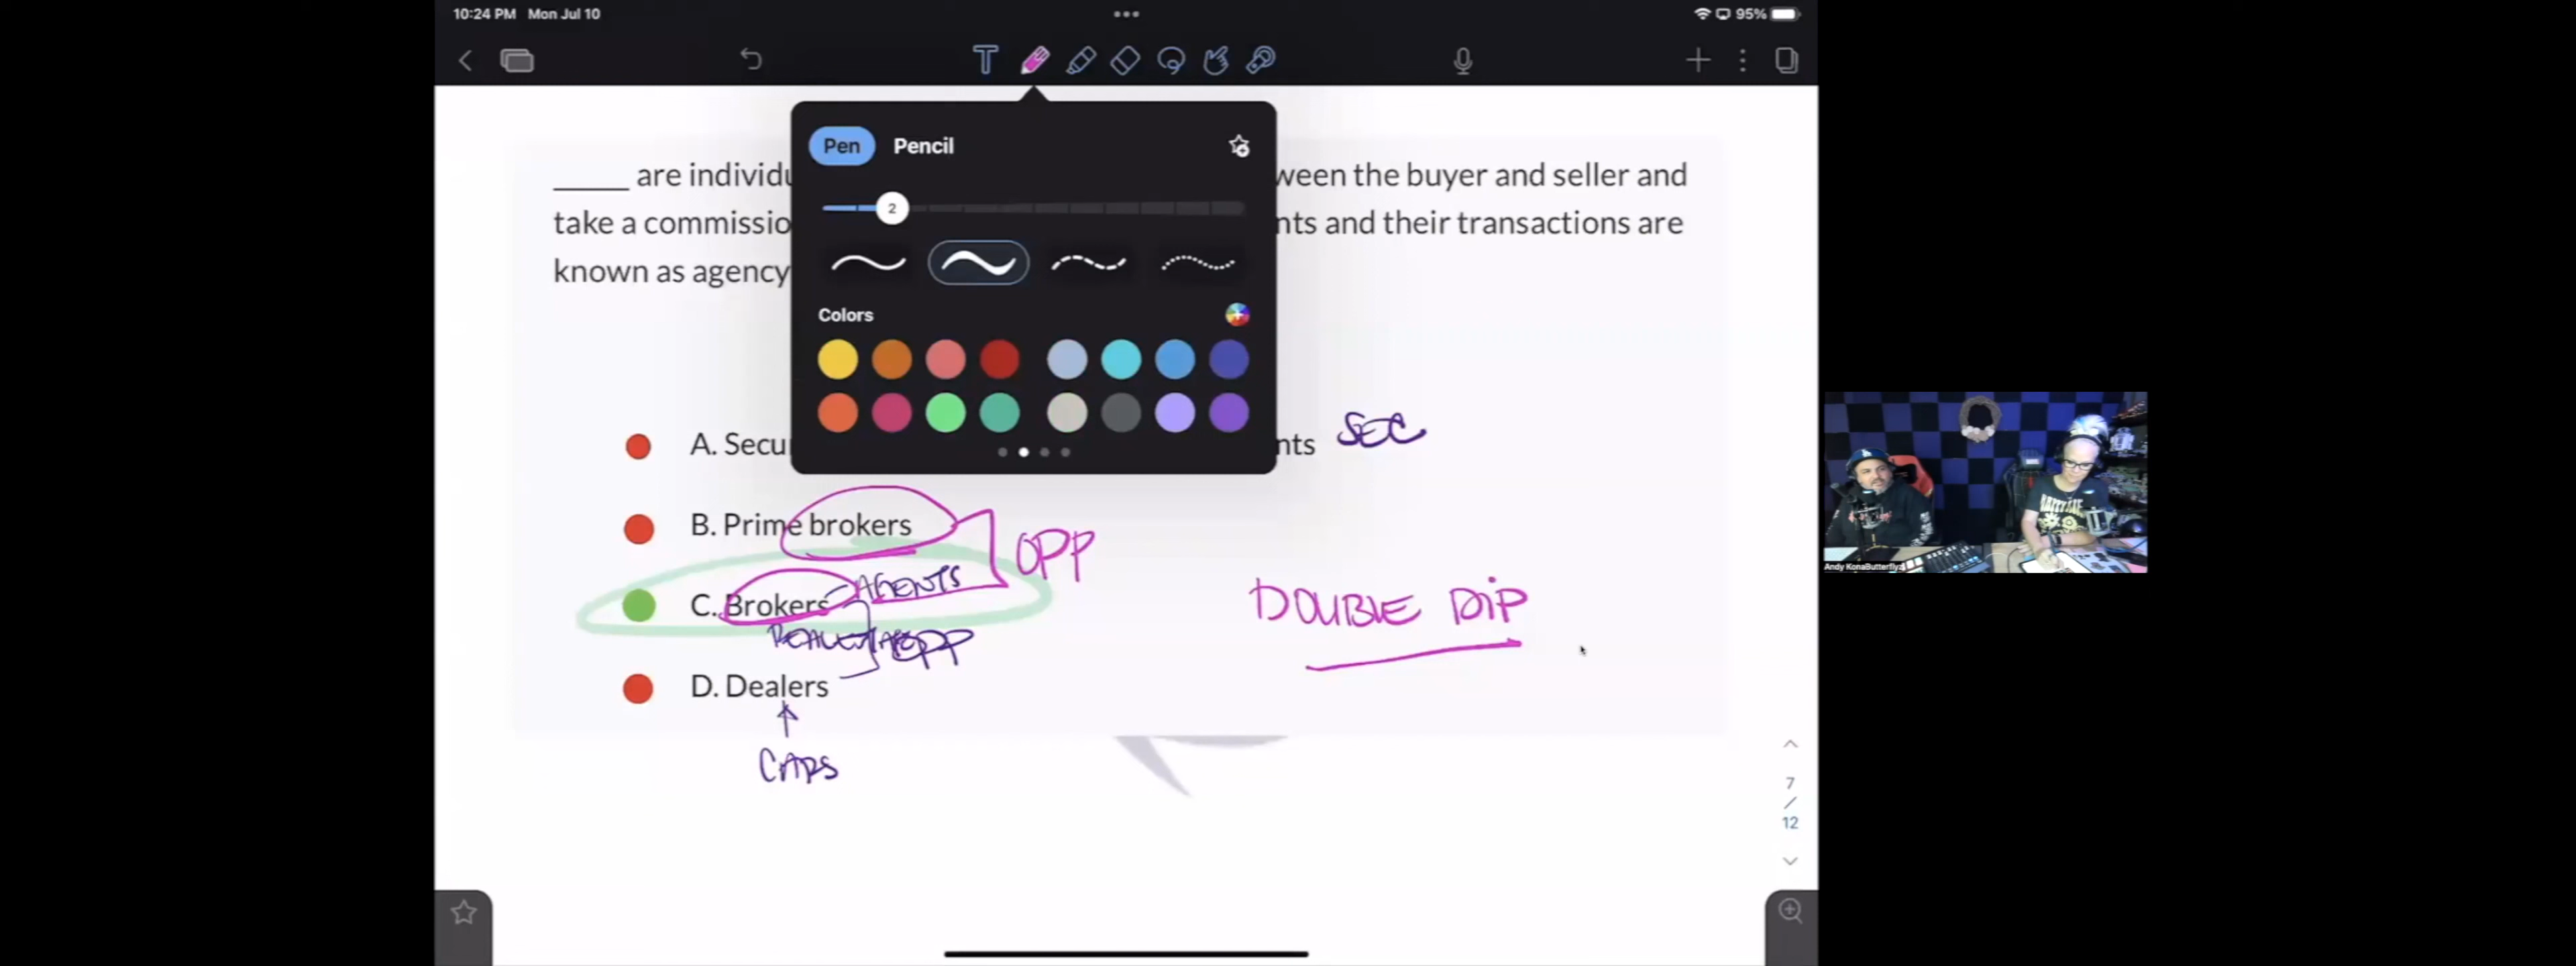 10:24 PM Mon Jul 10
95%
T
Pen Pencil
2
Colors
_____ are individu ween the buyer and seller and
take a commissio nts and their transactions are
known as agency
A. Secu nts SEC
B. Prime brokers
OPP
C. Brokers AGENTS
DOUBLE DIP
OPP
D. Dealers
CARS
7
/
12
Andy KonaButterflyz